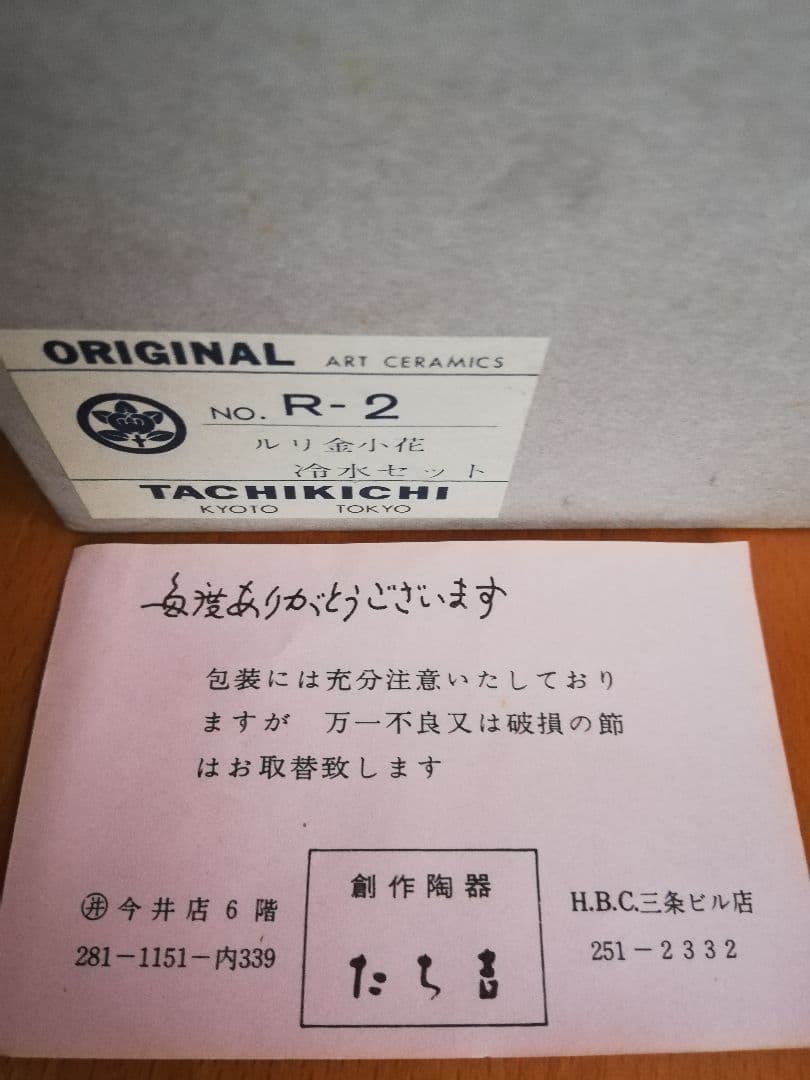 ORIGINAL ART CERAMICS
NO. R-2
ルリ金小花
冷水セット
TACHIKICHI
KYOTO TOKYO
毎度ありがとうございます
包装には充分注意いたしており
ますが 万一不良又は破損の節
はお取替致します
㊥今井店6階
281-1151-内339
創作陶器
たち吉
H.B.C.三条ビル店
251-2332